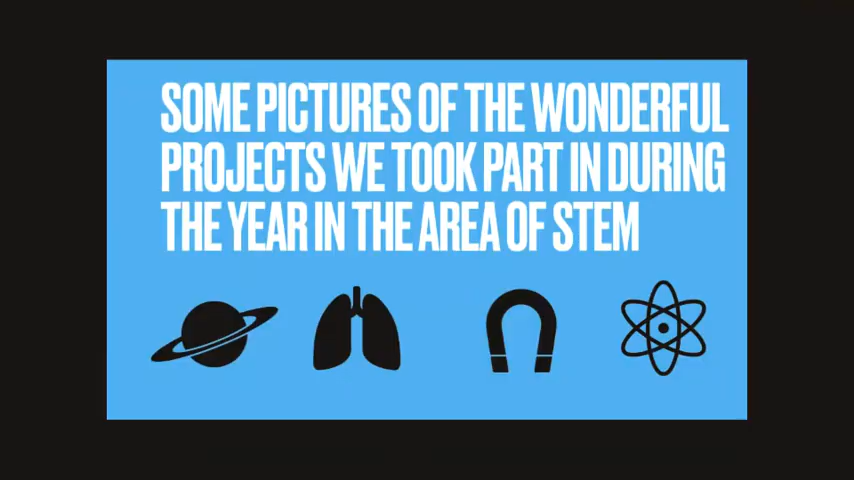 SOME PICTURES OF THE WONDERFUL
PROJECTS WE TOOK PART IN DURING
THE YEAR IN THE AREA OF STEM